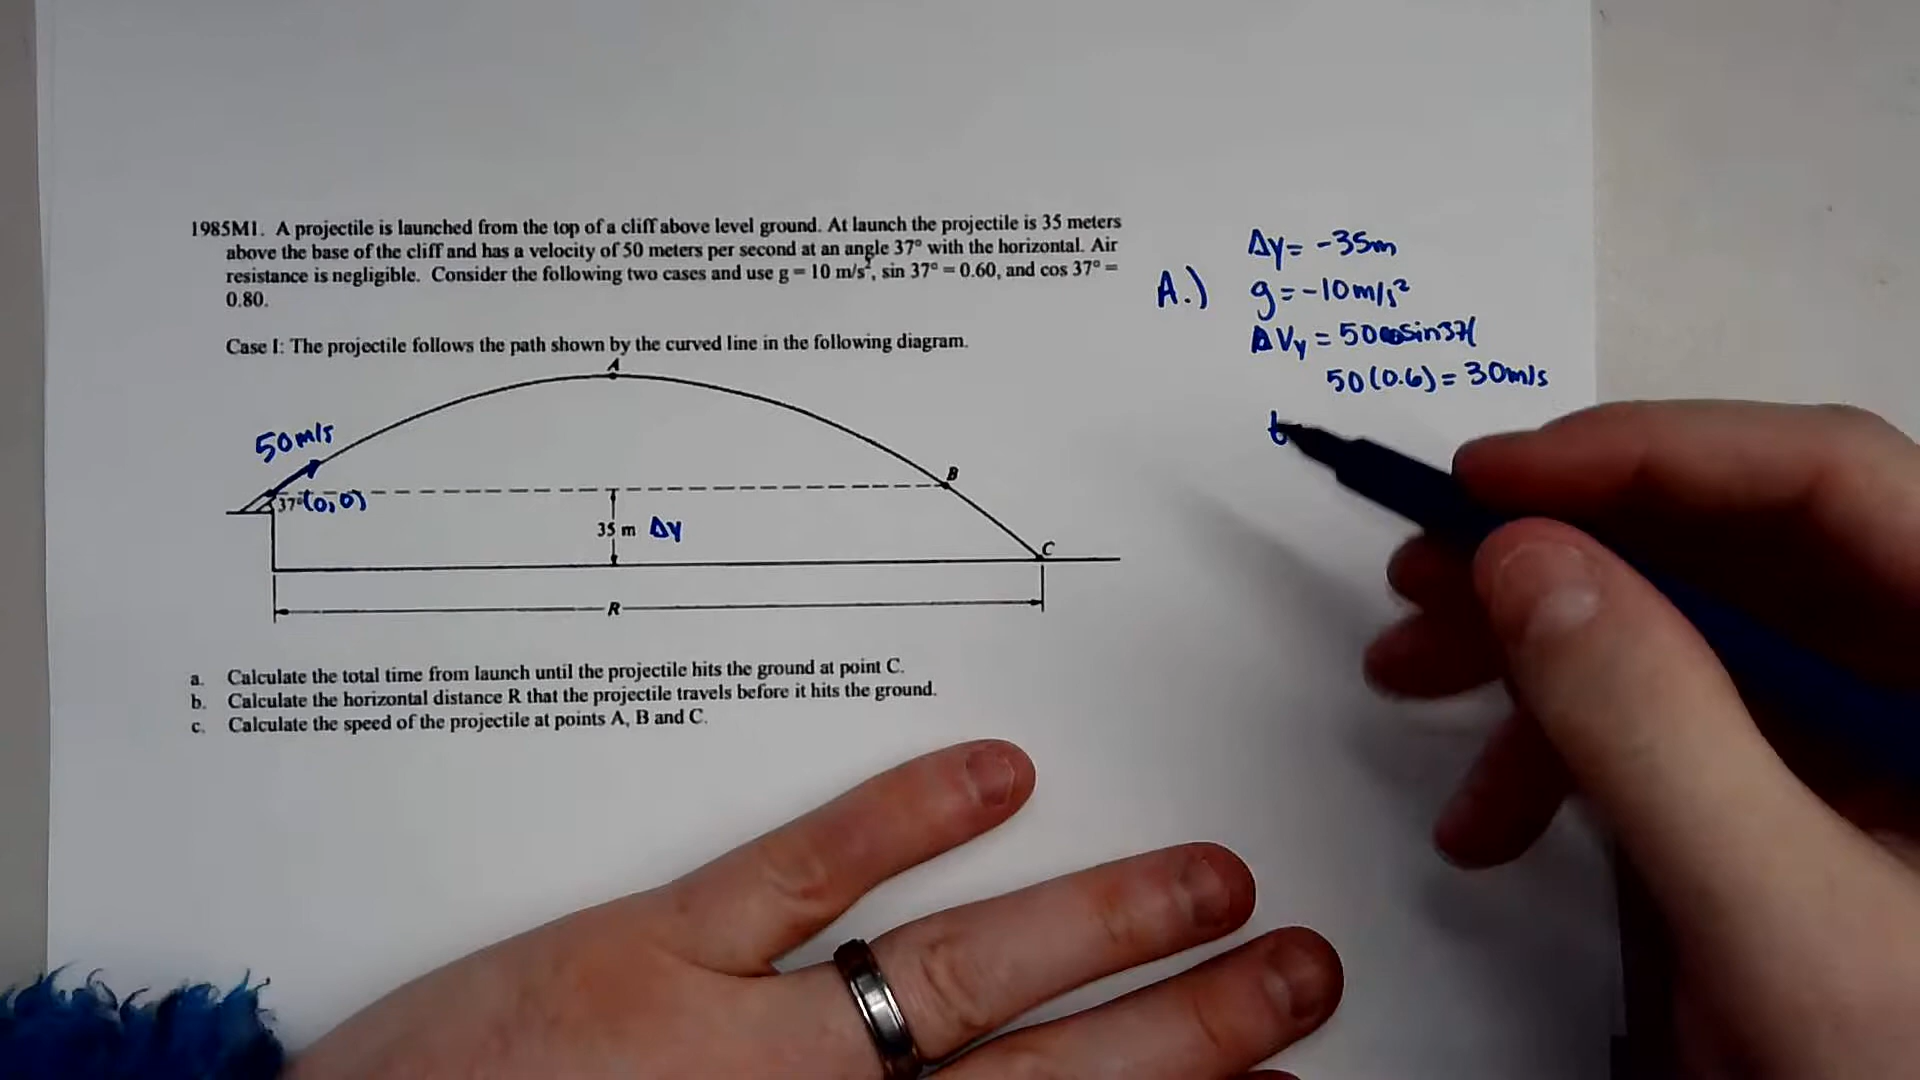 1985M1. A projectile is launched from the top of a cliff above level ground. At launch the projectile is 35 meters
above the base of the cliff and has a velocity of 50 meters per second at an angle 37° with the horizontal. Air
resistance is negligible. Consider the following two cases and use g = 10 m/s², sin 37° = 0.60, and cos 37° =
0.80.
Case I: The projectile follows the path shown by the curved line in the following diagram.
A
50m/s
B
37° (0,0)
35 m Δy
C
R
a. Calculate the total time from launch until the projectile hits the ground at point C.
b. Calculate the horizontal distance R that the projectile travels before it hits the ground.
c. Calculate the speed of the projectile at points A, B and C.
Δy = -35m
A.) g = -10m/s²
ΔVy = 50 sin37
50(0.6) = 30m/s
t